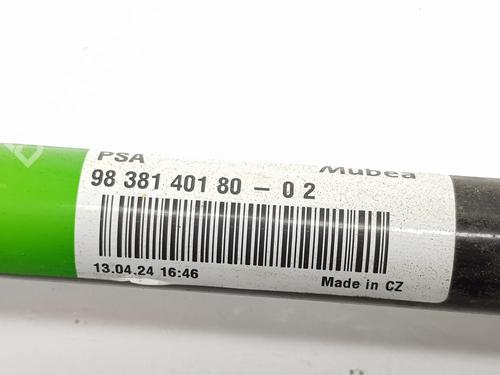 PSA Mubea
98 381 401 80 - 0 2
13.04.24 16:46 Made in CZ